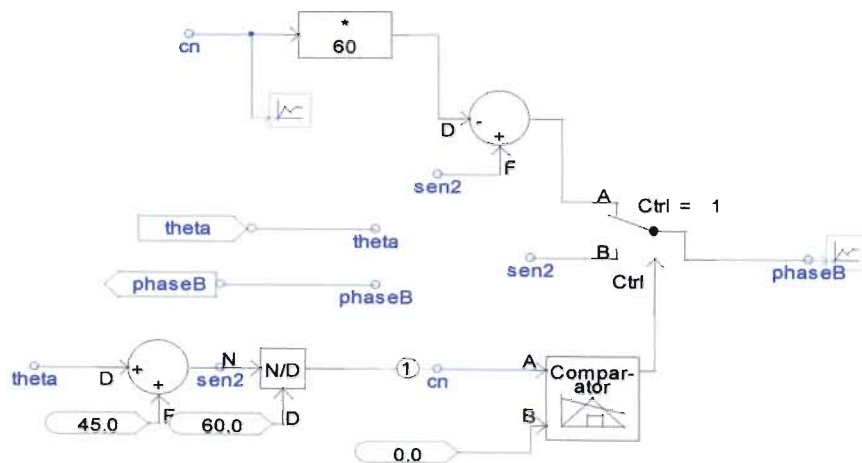 *
60
cn
D
-
+
F
sen2
A
Ctrl = 1
theta
theta
B
sen2
phaseB
Ctrl
phaseB
phaseB
theta
D
+
+
F
45.0
N
sen2
N/D
60.0
D
1
cn
A
Compar-
ator
B
0.0